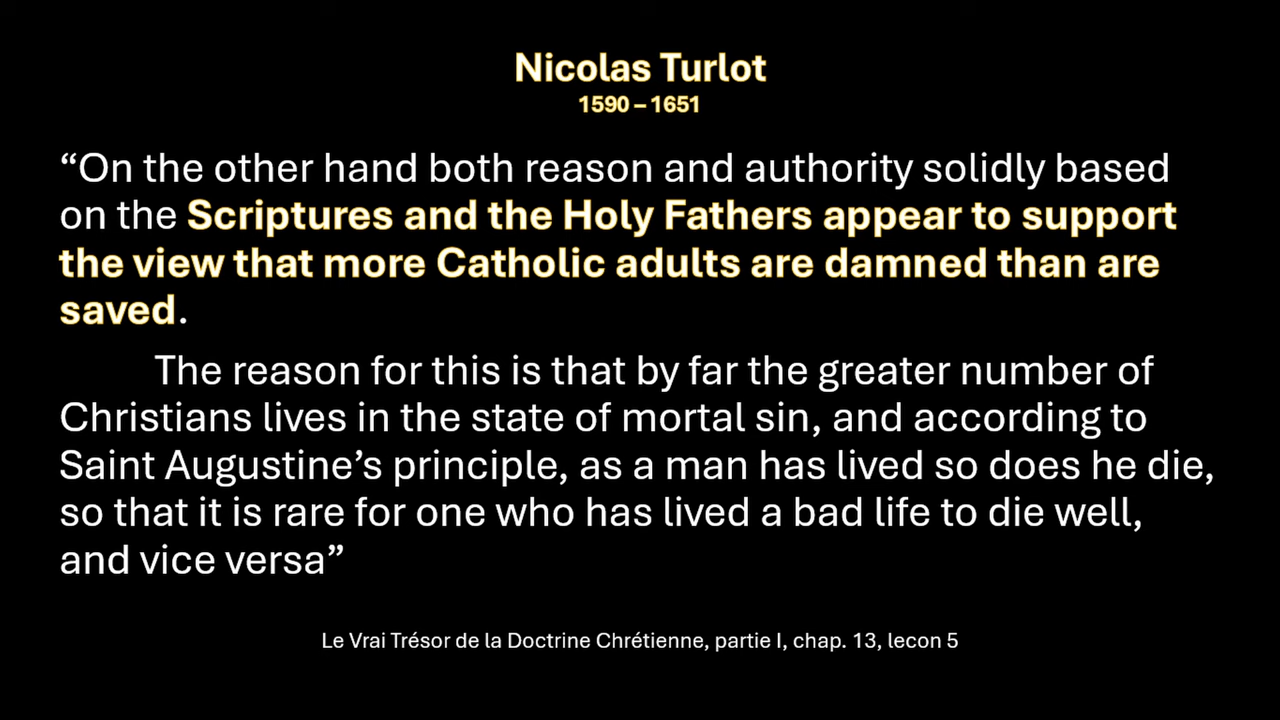 Nicolas Turlot
1590 – 1651
“On the other hand both reason and authority solidly based
on the Scriptures and the Holy Fathers appear to support
the view that more Catholic adults are damned than are
saved.
The reason for this is that by far the greater number of
Christians lives in the state of mortal sin, and according to
Saint Augustine’s principle, as a man has lived so does he die,
so that it is rare for one who has lived a bad life to die well,
and vice versa”
Le Vrai Trésor de la Doctrine Chrétienne, partie I, chap. 13, lecon 5